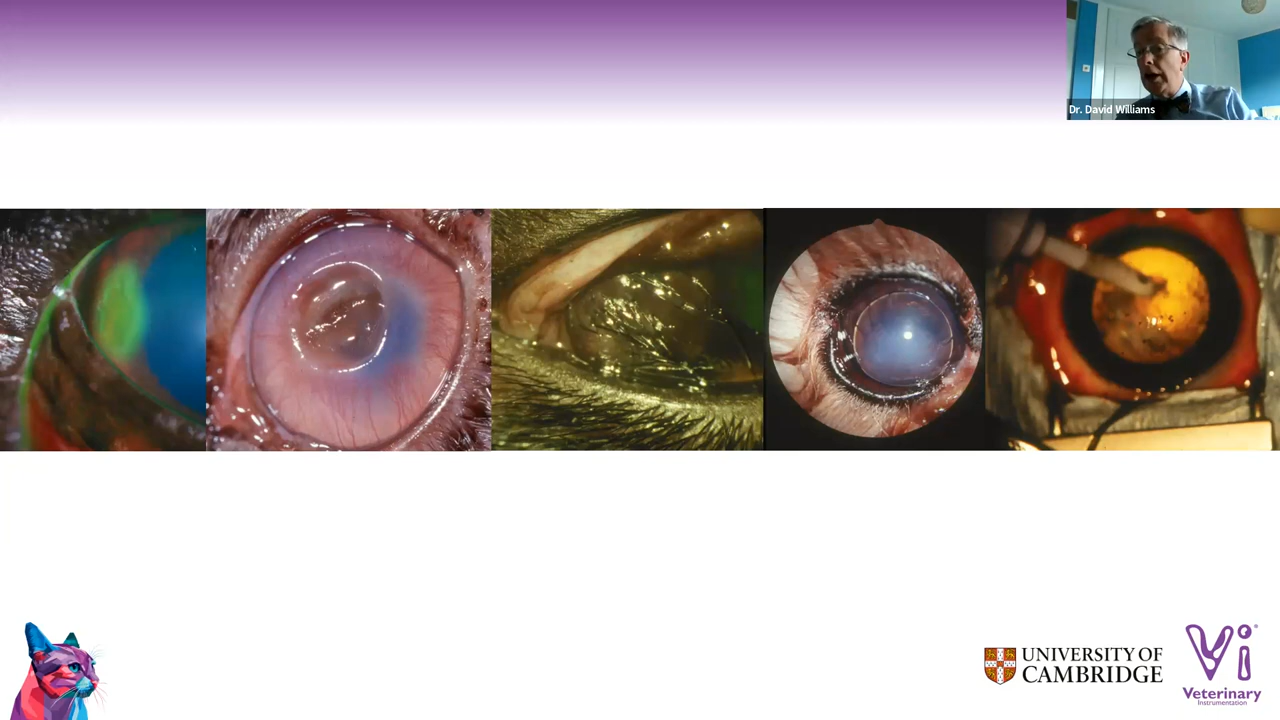 Dr. David Williams
UNIVERSITY OF
CAMBRIDGE
Vi
Veterinary
Instrumentation